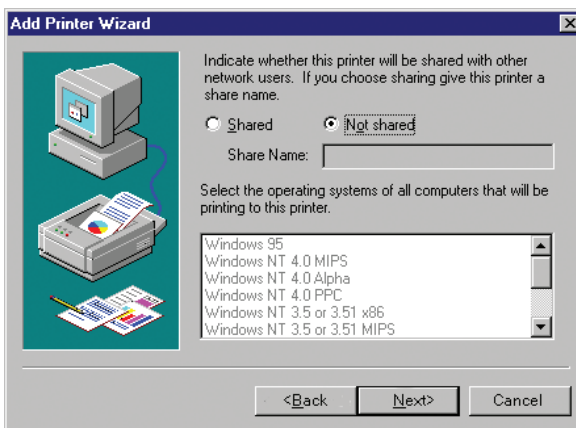 Add Printer Wizard
Indicate whether this printer will be shared with other
network users. If you choose sharing give this printer a
share name.
Shared Not shared
Share Name:
Select the operating systems of all computers that will be
printing to this printer.
Windows 95
Windows NT 4.0 MIPS
Windows NT 4.0 Alpha
Windows NT 4.0 PPC
Windows NT 3.5 or 3.51 x86
Windows NT 3.5 or 3.51 MIPS
<Back Next> Cancel